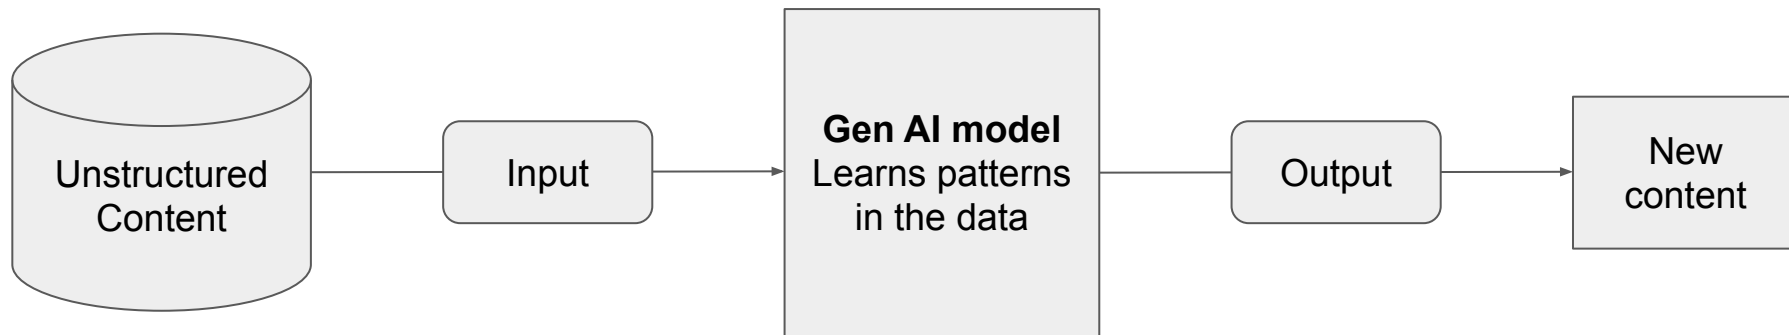 Unstructured
Content
Input
Gen AI model
Learns patterns
in the data
Output
New
content